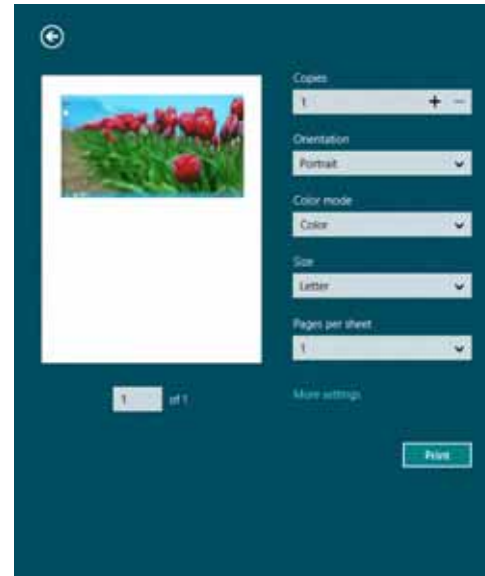 Copies
1
Orientation
Portrait
Color mode
Color
Size
Letter
Pages per sheet
1
More settings
1 of 1
Print